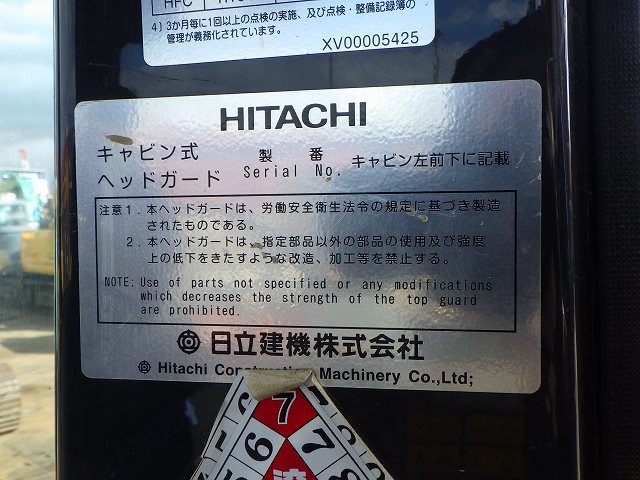 HFC
4) 3か月毎に1回以上の点検の実施、及び点検・整備記録簿の
管理が義務化されています。
XV00005425
HITACHI
キャビン式 製番 キャビン左前下に記載
ヘッドガード Serial No.
注意1. 本ヘッドガードは、労働安全衛生法令の規定に基づき製造
されたものである。
2. 本ヘッドガードは、指定部品以外の部品の使用及び強度
上の低下をきたすような改造、加工等を禁止する。
NOTE: Use of parts not specified or any modifications
which decreases the strength of the top guard
are prohibited.
日立建機株式会社
Hitachi Construction Machinery Co.,Ltd;
7
6 7